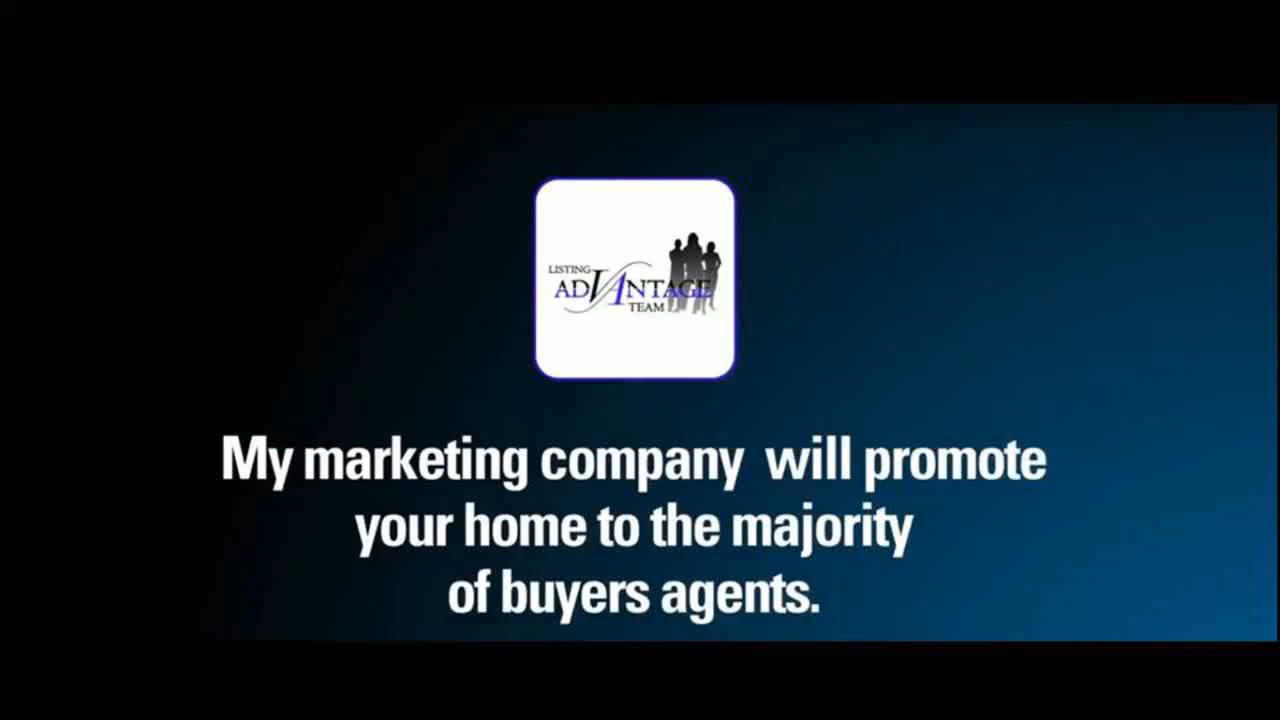 LISTING
ADVANTAGE
TEAM
My marketing company will promote
your home to the majority
of buyers agents.